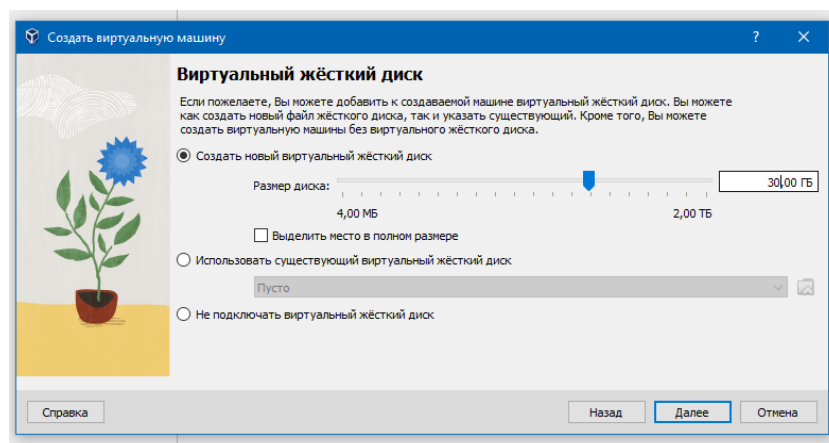 Создать виртуальную машину
?
Виртуальный жёсткий диск
Если пожелаете, Вы можете добавить к создаваемой машине виртуальный жёсткий диск. Вы можете
как создать новый файл жёсткого диска, так и указать существующий. Кроме того, Вы можете
создать виртуальную машины без виртуального жёсткого диска.
Создать новый виртуальный жёсткий диск
Размер диска:
30,00 ГБ
4,00 МБ
2,00 ТБ
Выделить место в полном размере
Использовать существующий виртуальный жёсткий диск
Пусто
Не подключать виртуальный жёсткий диск
Справка
Назад
Далее
Отмена